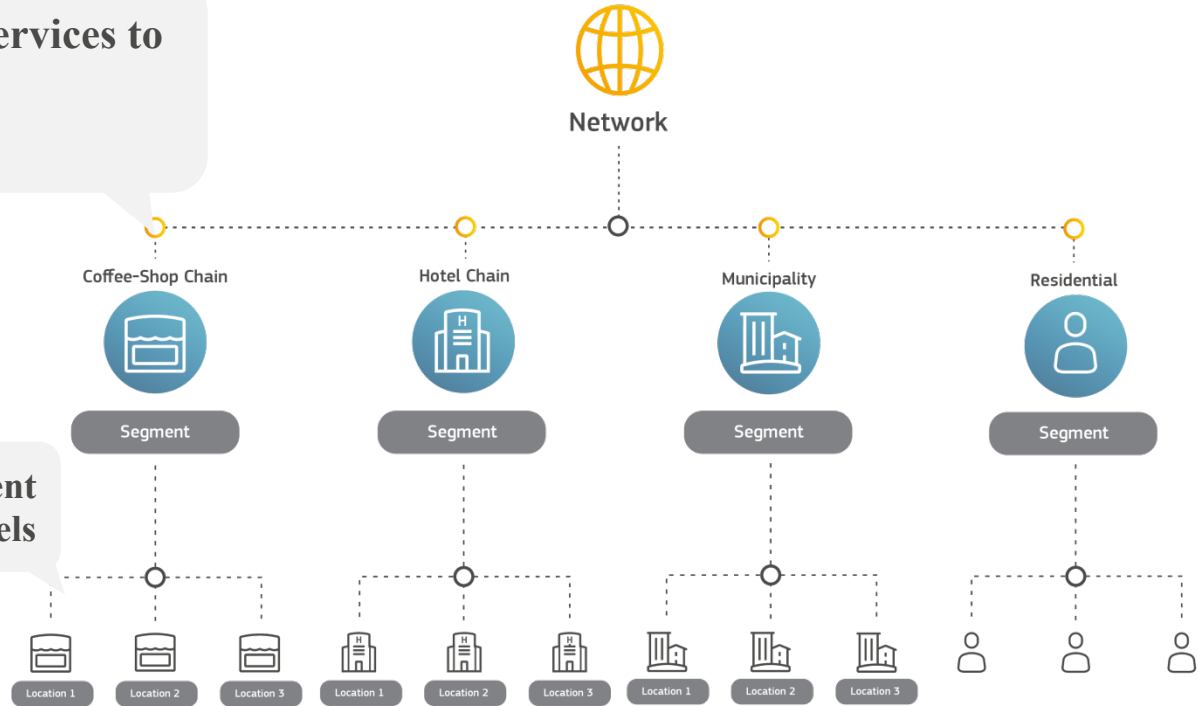 ervices to
Network
Coffee-Shop Chain
Hotel Chain
Municipality
Residential
H
Segment
Segment
Segment
Segment
ent
els
H
H
H
Location 1
Location 2
Location 3
Location 1
Location 2
Location 3
Location 1
Location 2
Location 3